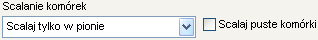 Scalanie komórek
Scalaj tylko w pionie
Scalaj puste komórki